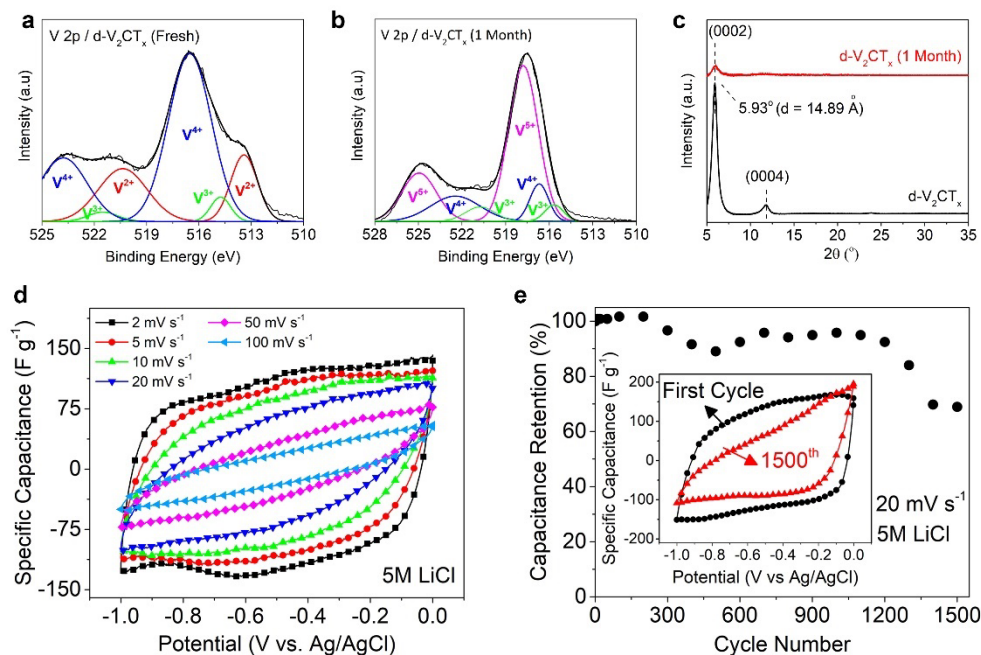 a
V 2p / d-V₂CTₓ (Fresh)
V⁴⁺
V⁴⁺
V²⁺
V²⁺
V³⁺
V³⁺
Intensity (a.u)
525 522 519 516 513 510
Binding Energy (eV)
b
V 2p / d-V₂CTₓ (1 Month)
V⁵⁺
V⁵⁺
V⁴⁺
V⁴⁺
V³⁺
V³⁺
Intensity (a.u)
528 525 522 519 516 513 510
Binding Energy (eV)
c
(0002)
d-V₂CTₓ (1 Month)
5.93° (d = 14.89 Å)
(0004)
d-V₂CTₓ
Intensity (a.u.)
5 10 15 20 25 30 35
2θ (°)
d
2 mV s⁻¹
5 mV s⁻¹
10 mV s⁻¹
20 mV s⁻¹
50 mV s⁻¹
100 mV s⁻¹
Specific Capacitance (F g⁻¹)
150
75
0
-75
-150
5M LiCl
-1.0 -0.8 -0.6 -0.4 -0.2 0.0
Potential (V vs. Ag/AgCl)
e
Capacitance Retention (%)
100
80
60
40
20
0
First Cycle
1500ᵗʰ
Specific Capacitance (F g⁻¹)
200
100
0
-100
-200
-1.0 -0.8 -0.6 -0.4 -0.2 0.0
Potential (V vs Ag/AgCl)
20 mV s⁻¹
5M LiCl
0 300 600 900 1200 1500
Cycle Number